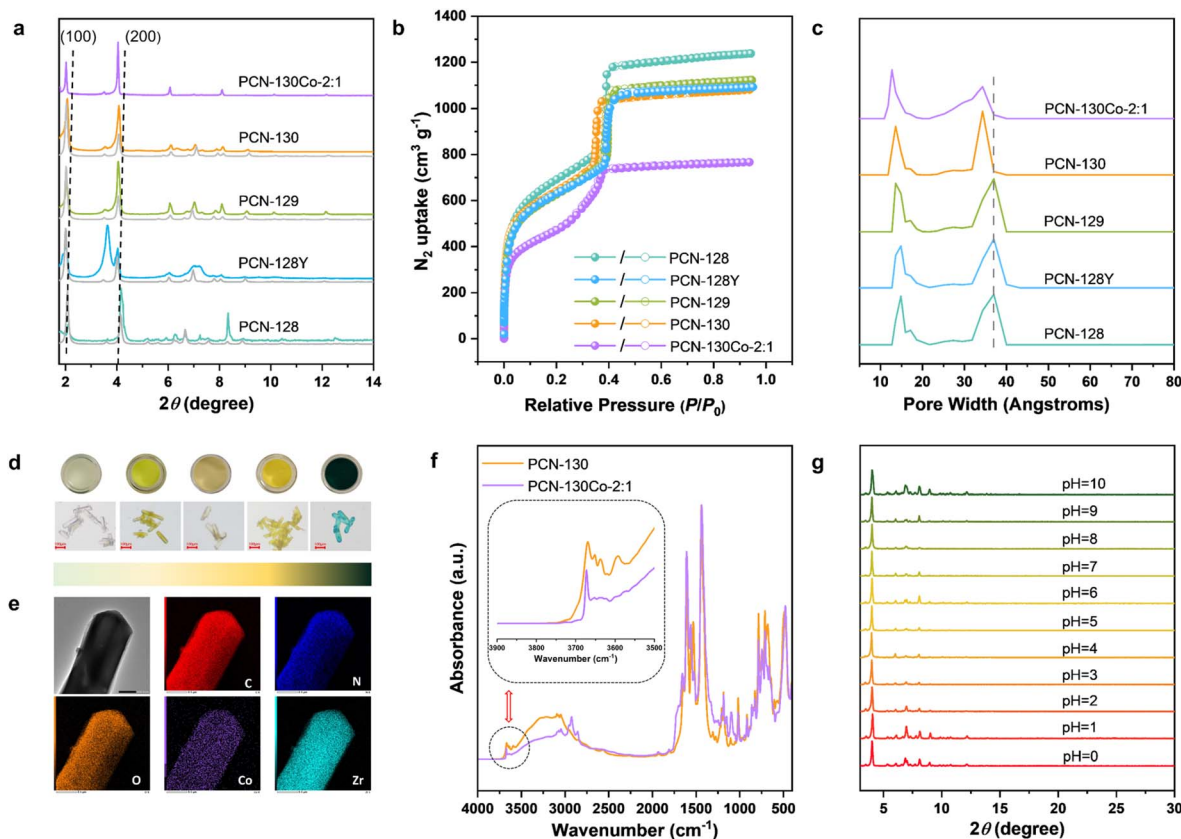 a
(100)
(200)
PCN-130Co-2:1
PCN-130
PCN-129
PCN-128Y
PCN-128
2 4 6 8 10 12 14
2θ (degree)
b
1400
1200
1000
800
600
400
200
0
N₂ uptake (cm³ g⁻¹)
PCN-128
PCN-128Y
PCN-129
PCN-130
PCN-130Co-2:1
0.0 0.2 0.4 0.6 0.8 1.0
Relative Pressure (P/P₀)
c
PCN-130Co-2:1
PCN-130
PCN-129
PCN-128Y
PCN-128
10 20 30 40 50 60 70 80
Pore Width (Angstroms)
d
e
C
N
O
Co
Zr
f
PCN-130
PCN-130Co-2:1
Absorbance (a.u.)
3900 3800 3700 3600 3500
Wavenumber (cm⁻¹)
4000 3500 3000 2500 2000 1500 1000 500
Wavenumber (cm⁻¹)
g
pH=10
pH=9
pH=8
pH=7
pH=6
pH=5
pH=4
pH=3
pH=2
pH=1
pH=0
5 10 15 20 25 30
2θ (degree)